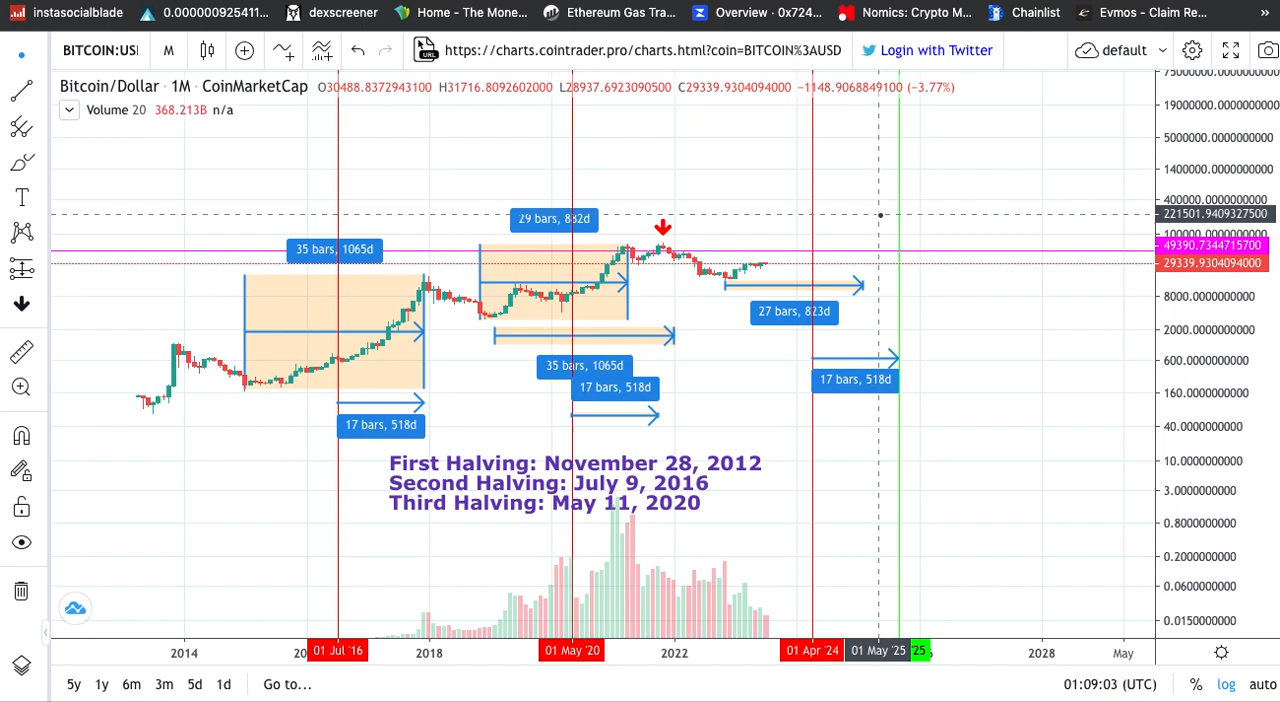 instasocialblade
0.000000925411...
dexscreener
Home - The Mone...
Ethereum Gas Tra...
Overview · 0x724...
Nomics: Crypto M...
Chainlist
Evmos - Claim Re...
»
BITCOIN:US
M
https://charts.cointrader.pro/charts.html?coin=BITCOIN%3AUSD
Login with Twitter
default
Bitcoin/Dollar · 1M · CoinMarketCap O30488.8372943100 H31716.8092602000 L28937.6923090500 C29339.9304094000 −1148.9068849100 (−3.77%)
Volume 20 368.213B n/a
19000000.0000000000
5000000.0000000000
1400000.0000000000
400000.0000000000
221501.9409327500
100000.0000000000
49390.7344715700
29339.9304094000
8000.0000000000
2000.0000000000
600.0000000000
160.0000000000
40.0000000000
10.0000000000
3.0000000000
0.8000000000
0.2000000000
0.0600000000
0.0150000000
29 bars, 882d
35 bars, 1065d
27 bars, 823d
35 bars, 1065d
17 bars, 518d
17 bars, 518d
17 bars, 518d
First Halving: November 28, 2012
Second Halving: July 9, 2016
Third Halving: May 11, 2020
2014
01 Jul '16
2018
01 May '20
2022
01 Apr '24
01 May '25
'25
2028
May
5y
1y
6m
3m
5d
1d
Go to...
01:09:03 (UTC)
%
log
auto